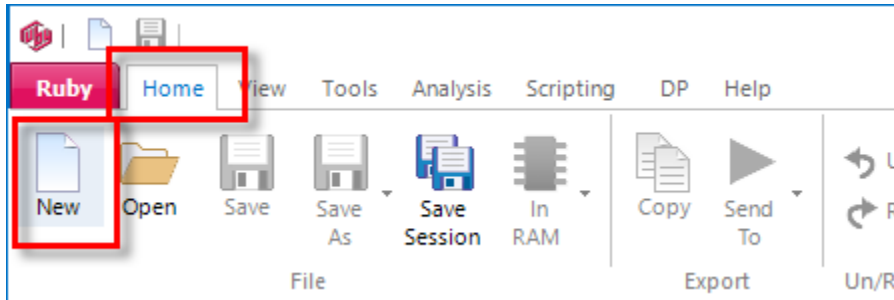 Ruby Home View Tools Analysis Scripting DP Help
New Open Save Save As Save Session In RAM Copy Send To U
R
File Export Un/R